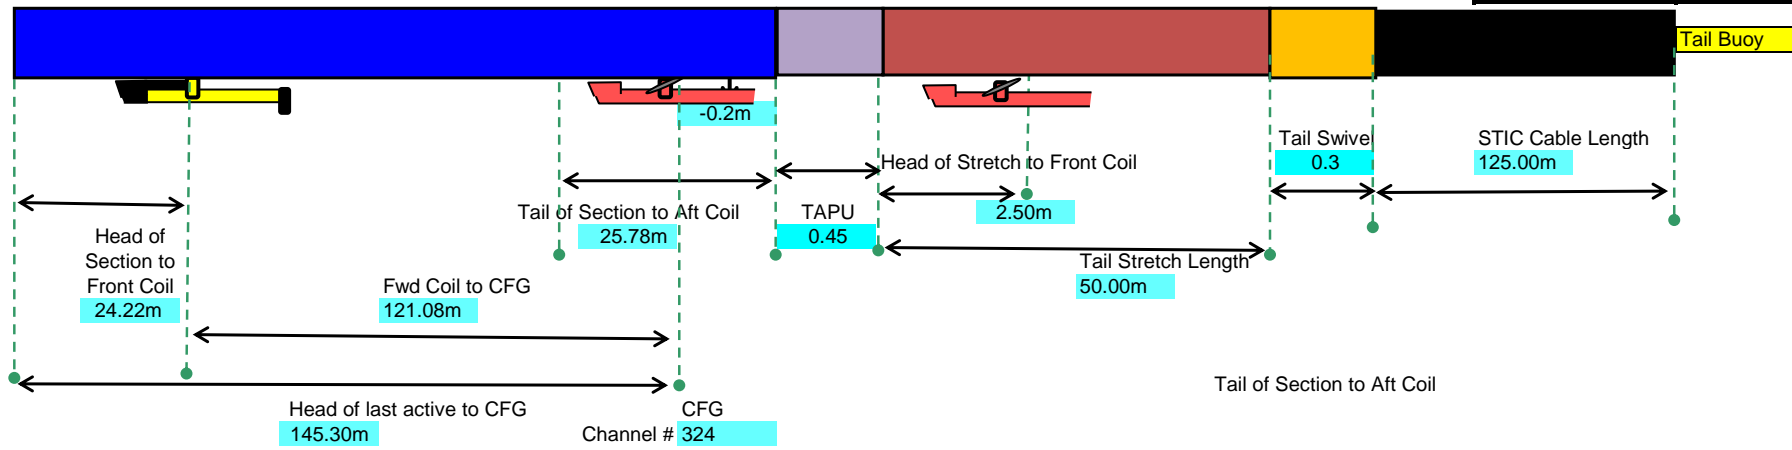 Tail Buoy
-0.2m
Tail Swivel
0.3
STIC Cable Length
125.00m
Head of Stretch to Front Coil
2.50m
Tail of Section to Aft Coil
25.78m
TAPU
0.45
Head of
Section to
Front Coil
24.22m
Tail Stretch Length
50.00m
Fwd Coil to CFG
121.08m
Tail of Section to Aft Coil
Head of last active to CFG
145.30m
CFG
Channel # 324